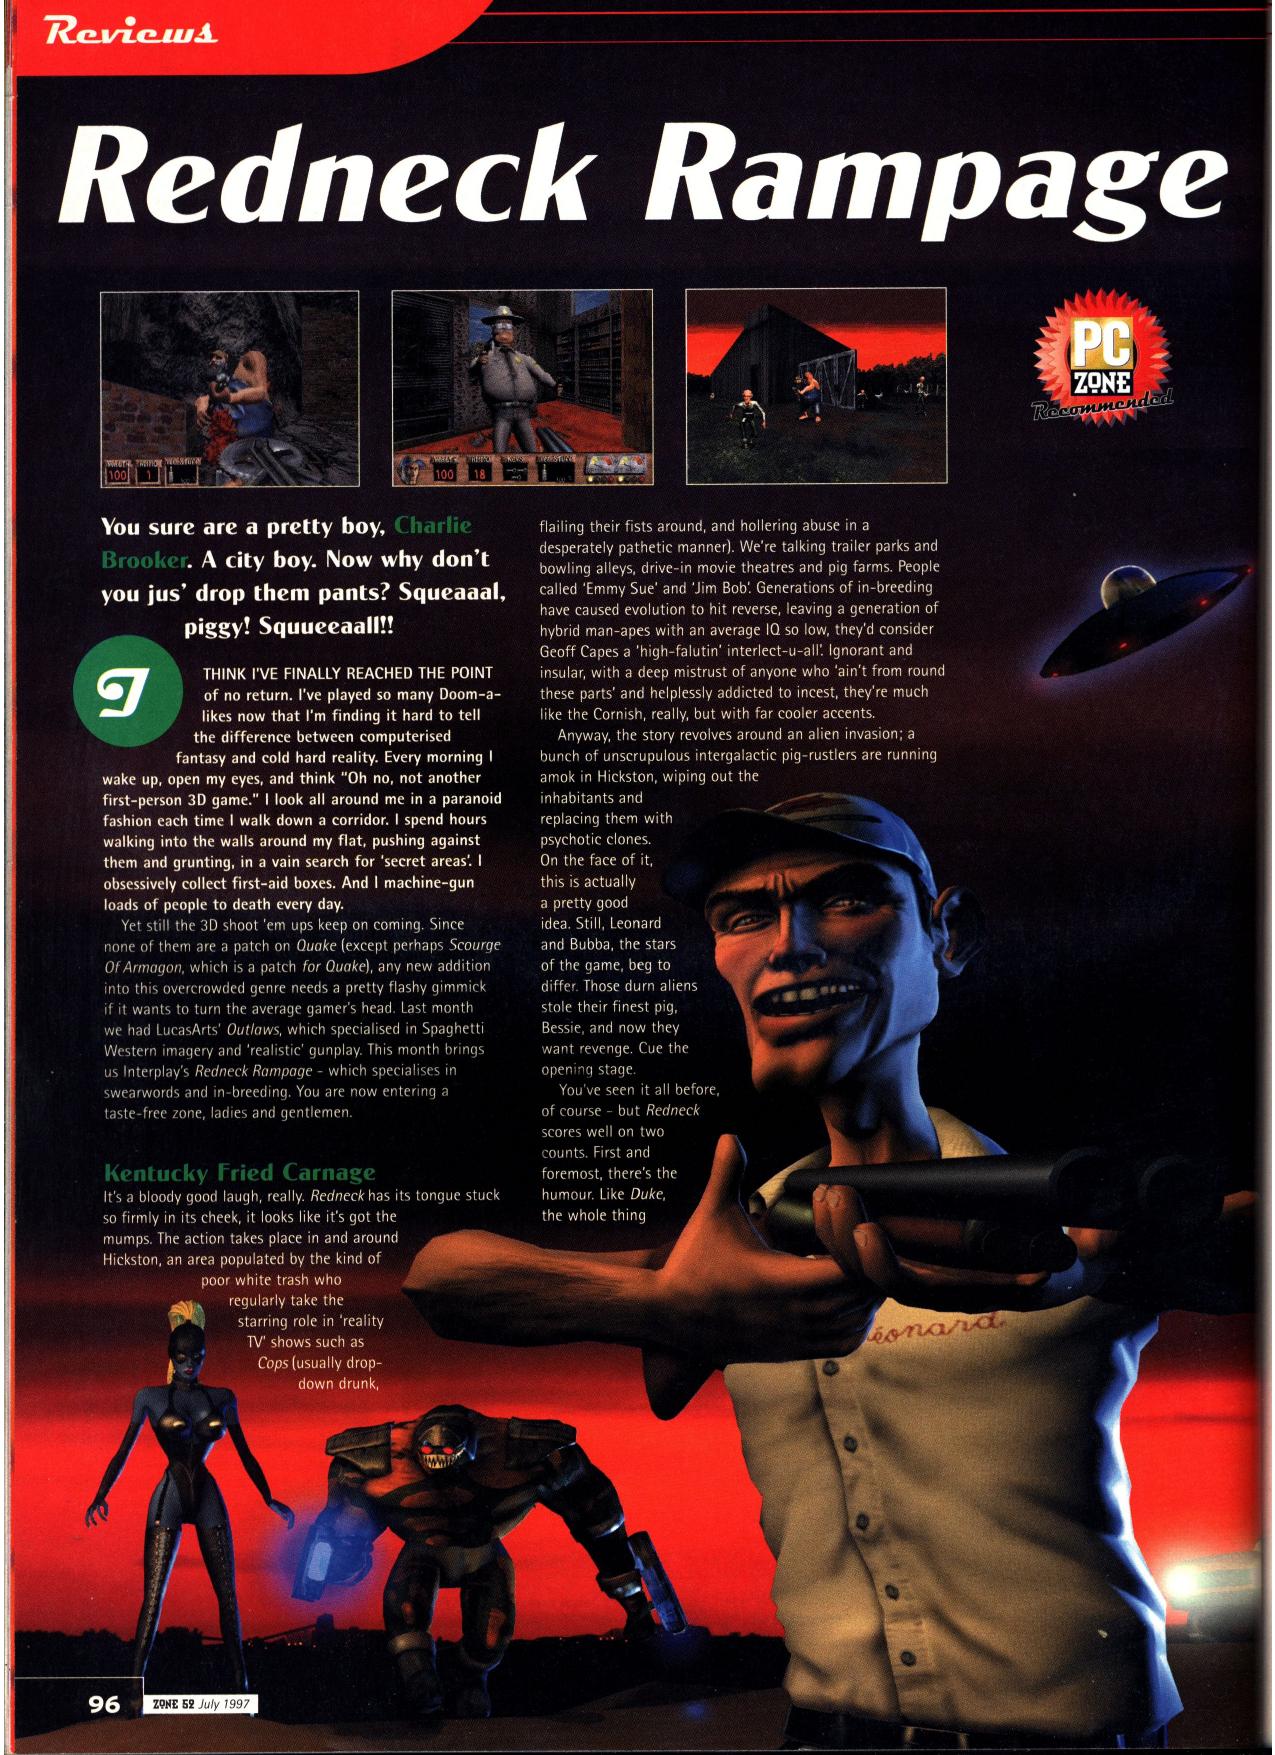 Reviews
Redneck Rampage
HEALTH
AMMO
100
1
HEALTH
AMMO
KEYS
100
18
PC
ZONE
Recommended
You sure are a pretty boy, Charlie
Brooker. A city boy. Now why don't
you jus' drop them pants? Squeaaal,
piggy! Squueeaall!!
I THINK I'VE FINALLY REACHED THE POINT
of no return. I've played so many Doom-a-
likes now that I'm finding it hard to tell
the difference between computerised
fantasy and cold hard reality. Every morning I
wake up, open my eyes, and think "Oh no, not another
first-person 3D game." I look all around me in a paranoid
fashion each time I walk down a corridor. I spend hours
walking into the walls around my flat, pushing against
them and grunting, in a vain search for 'secret areas'. I
obsessively collect first-aid boxes. And I machine-gun
loads of people to death every day.
Yet still the 3D shoot 'em ups keep on coming. Since
none of them are a patch on Quake (except perhaps Scourge
Of Armagon, which is a patch for Quake), any new addition
into this overcrowded genre needs a pretty flashy gimmick
if it wants to turn the average gamer's head. Last month
we had LucasArts' Outlaws, which specialised in Spaghetti
Western imagery and 'realistic' gunplay. This month brings
us Interplay's Redneck Rampage – which specialises in
swearwords and in-breeding. You are now entering a
taste-free zone, ladies and gentlemen.
Kentucky Fried Carnage
It's a bloody good laugh, really. Redneck has its tongue stuck
so firmly in its cheek, it looks like it's got the
mumps. The action takes place in and around
Hickston, an area populated by the kind of
poor white trash who
regularly take the
starring role in 'reality
TV' shows such as
Cops (usually drop-
down drunk,
flailing their fists around, and hollering abuse in a
desperately pathetic manner). We're talking trailer parks and
bowling alleys, drive-in movie theatres and pig farms. People
called 'Emmy Sue' and 'Jim Bob'. Generations of in-breeding
have caused evolution to hit reverse, leaving a generation of
hybrid man-apes with an average IQ so low, they'd consider
Geoff Capes a 'high-falutin' interlect-u-all'. Ignorant and
insular, with a deep mistrust of anyone who 'ain't from round
these parts' and helplessly addicted to incest, they're much
like the Cornish, really, but with far cooler accents.
Anyway, the story revolves around an alien invasion; a
bunch of unscrupulous intergalactic pig-rustlers are running
amok in Hickston, wiping out the
inhabitants and
replacing them with
psychotic clones.
On the face of it,
this is actually
a pretty good
idea. Still, Leonard
and Bubba, the stars
of the game, beg to
differ. Those durn aliens
stole their finest pig,
Bessie, and now they
want revenge. Cue the
opening stage.
You've seen it all before,
of course – but Redneck
scores well on two
counts. First and
foremost, there's the
humour. Like Duke,
the whole thing
Leonard
96
ZONE 52 July 1997